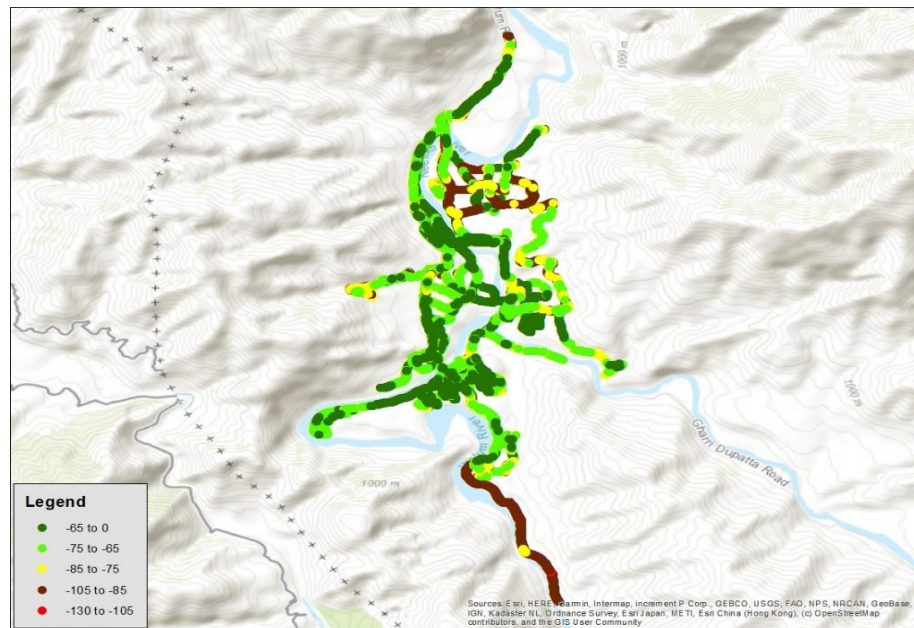 1000 m
1000 m
Gharri Dupatta Road
1000 m
Legend
-65 to 0
-75 to -65
-85 to -75
-105 to -85
-130 to -105
Sources: Esri, HERE, Garmin, Intermap, increment P Corp., GEBCO, USGS, FAO, NPS, NRCAN, GeoBase,
IGN, Kadaster NL, Ordnance Survey, Esri Japan, METI, Esri China (Hong Kong), (c) OpenStreetMap
contributors, and the GIS User Community